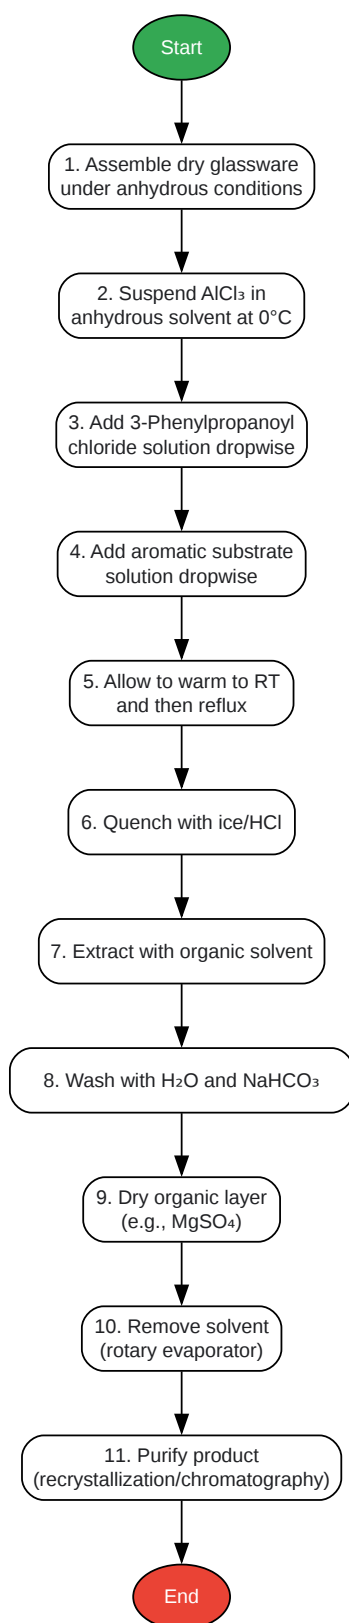 Start
1. Assemble dry glassware
under anhydrous conditions
2. Suspend AlCl₃ in
anhydrous solvent at 0°C
3. Add 3-Phenylpropanoyl
chloride solution dropwise
4. Add aromatic substrate
solution dropwise
5. Allow to warm to RT
and then reflux
6. Quench with ice/HCl
7. Extract with organic solvent
8. Wash with H₂O and NaHCO₃
9. Dry organic layer
(e.g., MgSO₄)
10. Remove solvent
(rotary evaporator)
11. Purify product
(recrystallization/chromatography)
End